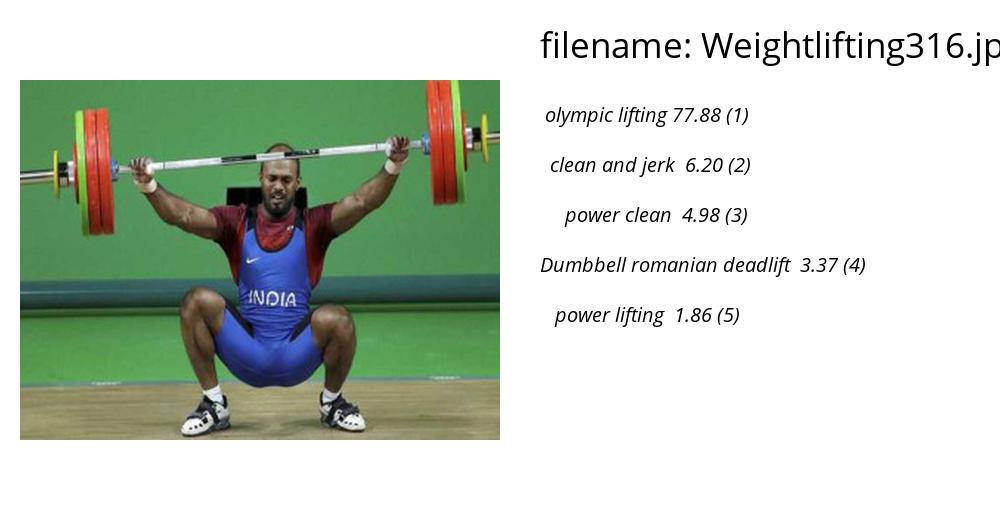 filename: Weightlifting316.jp
olympic lifting 77.88 (1)
clean and jerk 6.20 (2)
power clean 4.98 (3)
Dumbbell romanian deadlift 3.37 (4)
power lifting 1.86 (5)
INDIA